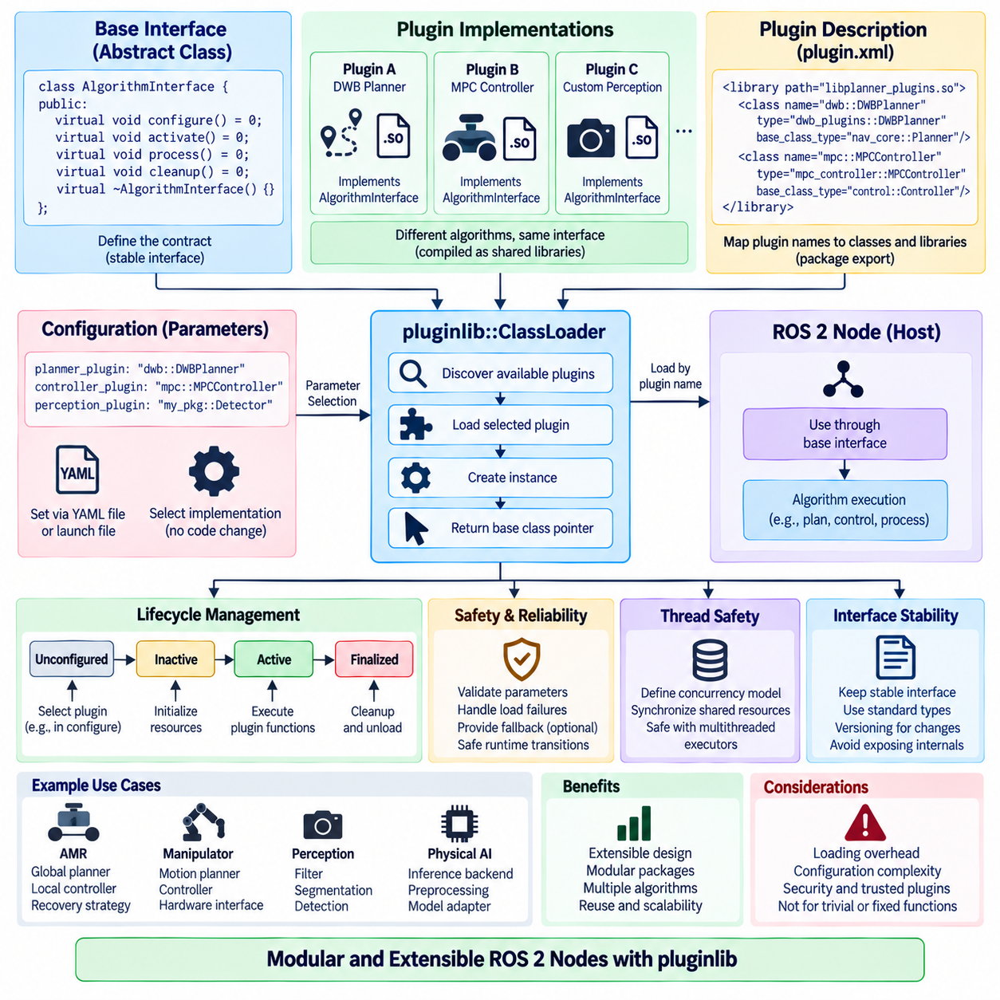 Base Interface
(Abstract Class)
class AlgorithmInterface {
public:
virtual void configure() = 0;
virtual void activate() = 0;
virtual void process() = 0;
virtual void cleanup() = 0;
virtual ~AlgorithmInterface() {}
};
Define the contract
(stable interface)
Plugin Implementations
Plugin A
DWB Planner
.SO
Implements
AlgorithmInterface
Plugin B
MPC Controller
.SO
Implements
AlgorithmInterface
Plugin C
Custom Perception
.SO
Implements
AlgorithmInterface
...
Different algorithms, same interface
(compiled as shared libraries)
Plugin Description
(plugin.xml)
<library path="libplanner_plugins.so">
<class name="dwb::DWBPlanner"
type="dwb_plugins::DWBPlanner"
base_class_type="nav_core::Planner"/>
<class name="mpc::MPCController"
type="mpc_controller::MPCController"
base_class_type="control::Controller"/>
</library>
Map plugin names to classes and libraries
(package export)
Configuration (Parameters)
planmer_plugin: "dwb::DWBPlanner"
controller_plugin: "mpc::MPCController"
perception_plugin: "my_pkg::Detector"
YAML
Set via YAML file
or launch file
Select implementation
(no code change)
Parameter
Selection
pluginlib::ClassLoader
Discover available plugins
Load selected plugin
Create instance
Return base class pointer
Load by
plugin name
ROS 2 Node (Host)
Use through
base interface
Algorithm execution
(e.g., plan, control, process)
Lifecycle Management
Unconfigured
Inactive
Active
Finalized
Select plugin
(e.g., in configure)
Initialize
resources
Execute
plugin functions
Cleanup
and unload
Safety & Reliability
Validate parameters
Handle load failures
Provide fallback (optional)
Safe runtime transitions
Thread Safety
Define concurrency model
Synchronize shared resources
Safe with multithreaded
executors
Interface Stability
Keep stable interface
Use standard types
Versioning for changes
Avoid exposing internals
Example Use Cases
AMR
Global planner
Local controller
Recovery strategy
Manipulator
Motion planner
Controller
Hardware interface
Perception
Filter
Segmentation
Detection
Physical AI
Inference backend
Preprocessing
Model adapter
Benefits
Extensible design
Modular packages
Multiple algorithms
Reuse and scalability
Considerations
Loading overhead
Configuration complexity
Security and trusted plugins
Not for trivial or fixed functions
Modular and Extensible ROS 2 Nodes with pluginlib